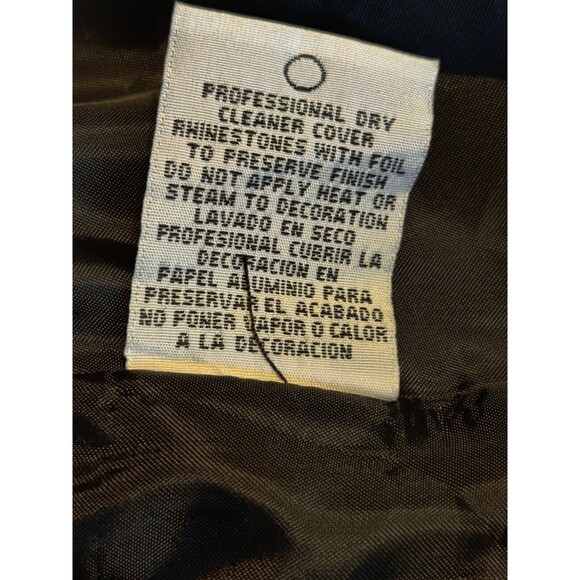 PROFESSIONAL DRY
CLEANER COVER
RHINESTONES WITH FOIL
TO PRESERVE FINISH
DO NOT APPLY HEAT OR
STEAM TO DECORATION
LAVADO EN SECO
PROFESIONAL CUBRIR LA
DECORACION EN
PAPEL ALUMINIO PARA
PRESERVAR EL ACABADO
NO PONER VAPOR O CALOR
A LA DECORACION